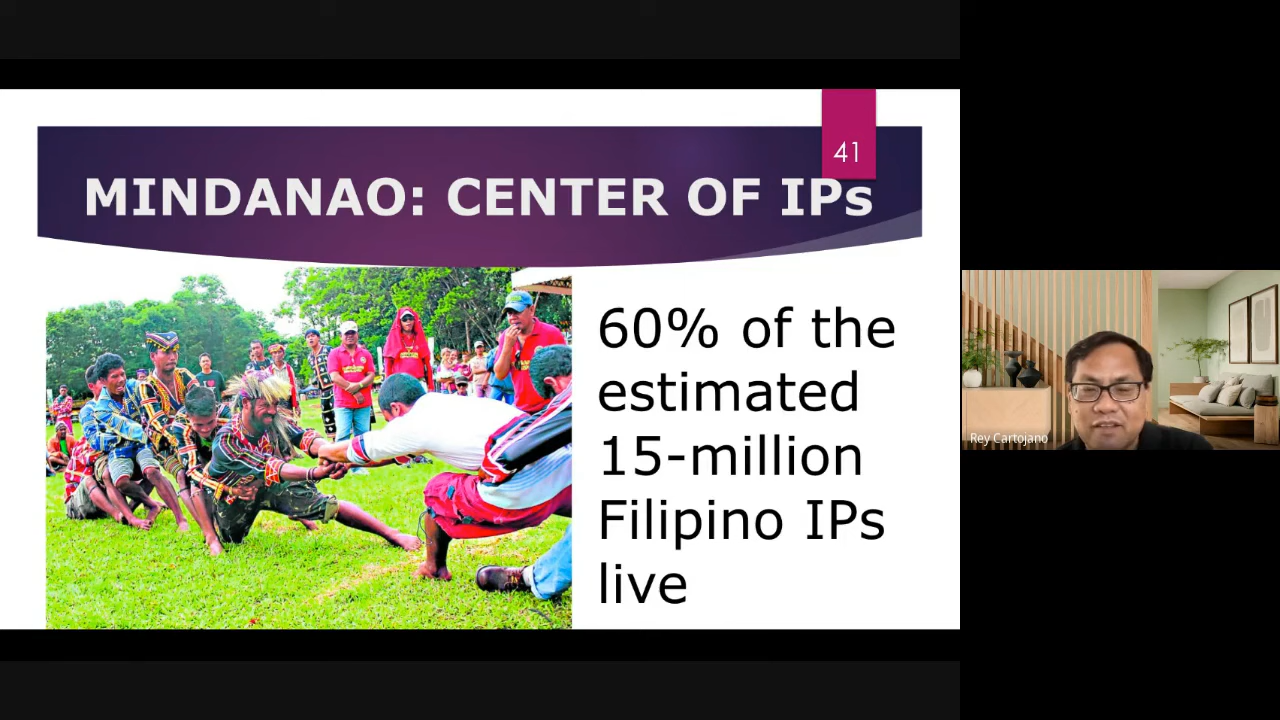 41
MINDANAO: CENTER OF IPs
60% of the
estimated
15-million
Filipino IPs
live
Rey Cartojano